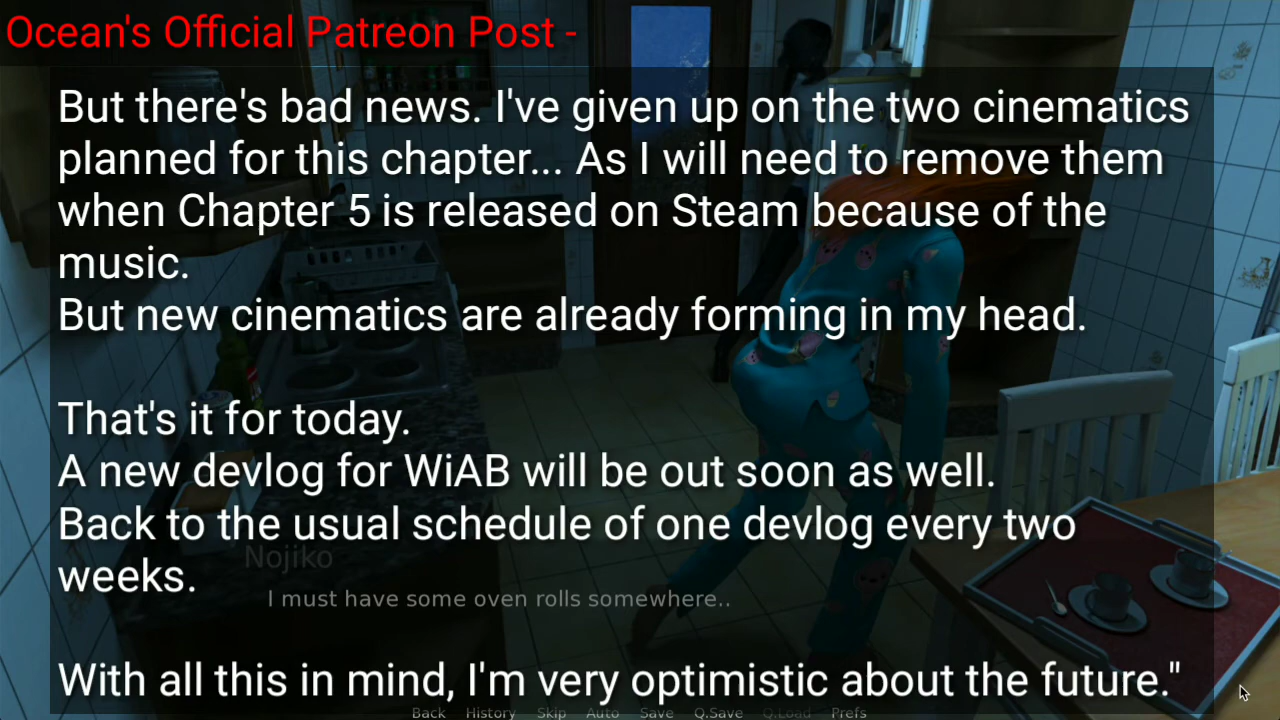 Ocean's Official Patreon Post -
But there's bad news. I've given up on the two cinematics
planned for this chapter... As I will need to remove them
when Chapter 5 is released on Steam because of the
music.
But new cinematics are already forming in my head.
That's it for today.
A new devlog for WiAB will be out soon as well.
Back to the usual schedule of one devlog every two
weeks.
Nojiko
I must have some oven rolls somewhere..
With all this in mind, I'm very optimistic about the future."
Back History Skip Auto Save Q.Save Q.Load Prefs